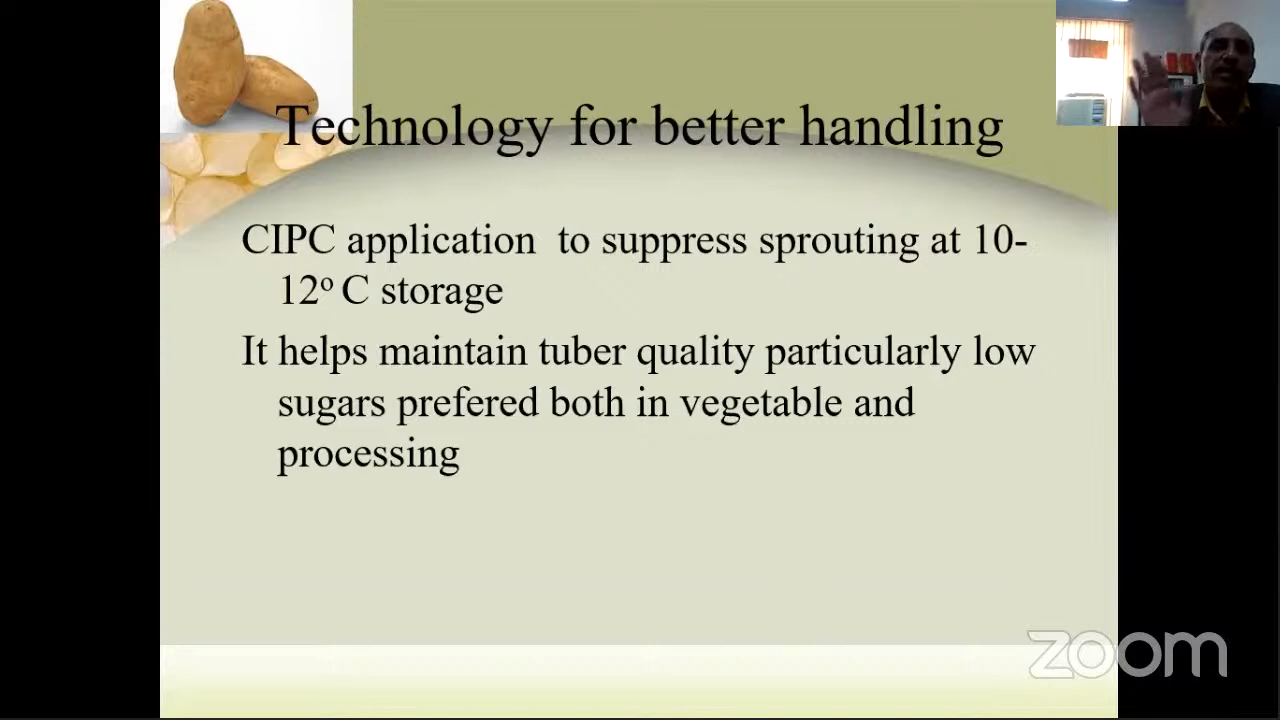 Technology for better handling
CIPC application to suppress sprouting at 10-
12º C storage
It helps maintain tuber quality particularly low
sugars prefered both in vegetable and
processing
zoom